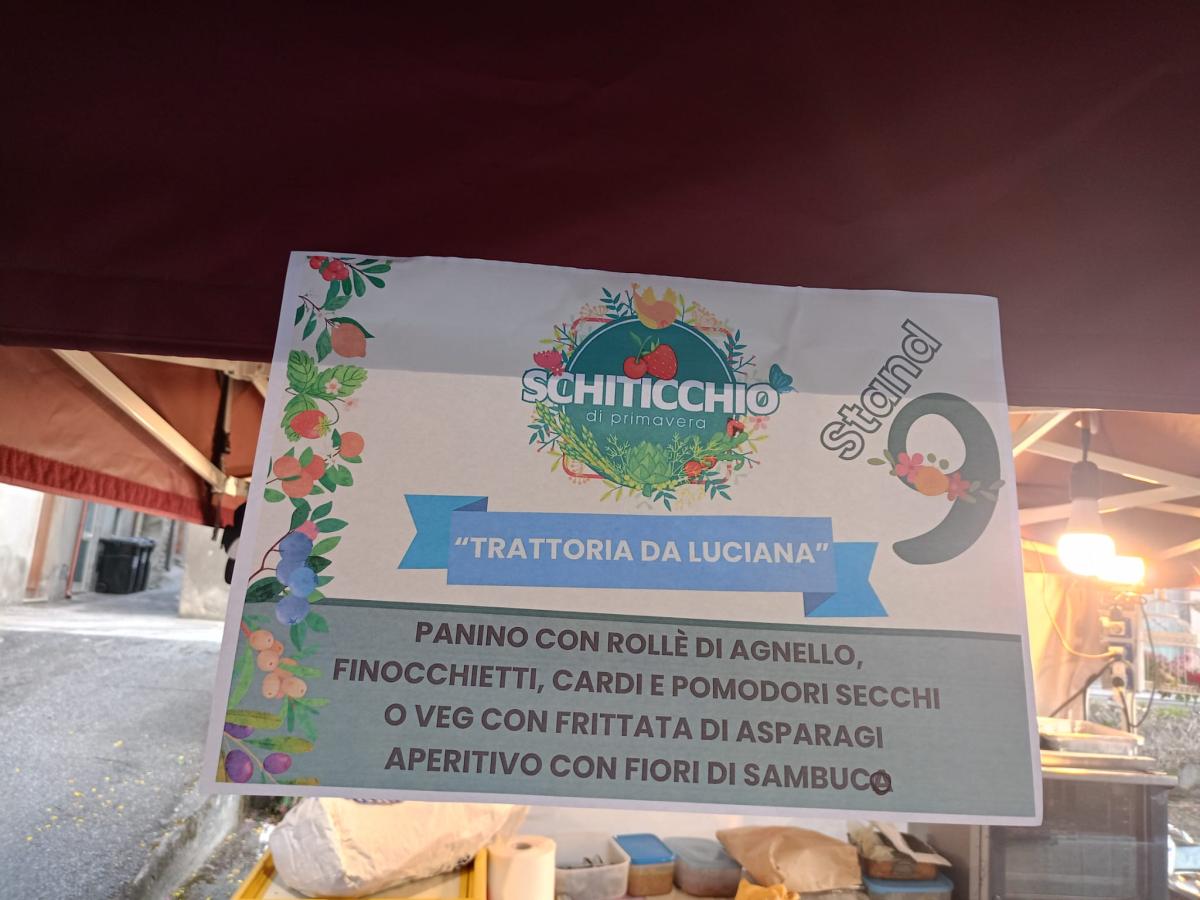 SCHITICCHIO
di primavera
Stand
9
“TRATTORIA DA LUCIANA”
PANINO CON ROLLÈ DI AGNELLO,
FINOCCHIETTI, CARDI E POMODORI SECCHI
O VEG CON FRITTATA DI ASPARAGI
APERITIVO CON FIORI DI SAMBUCO